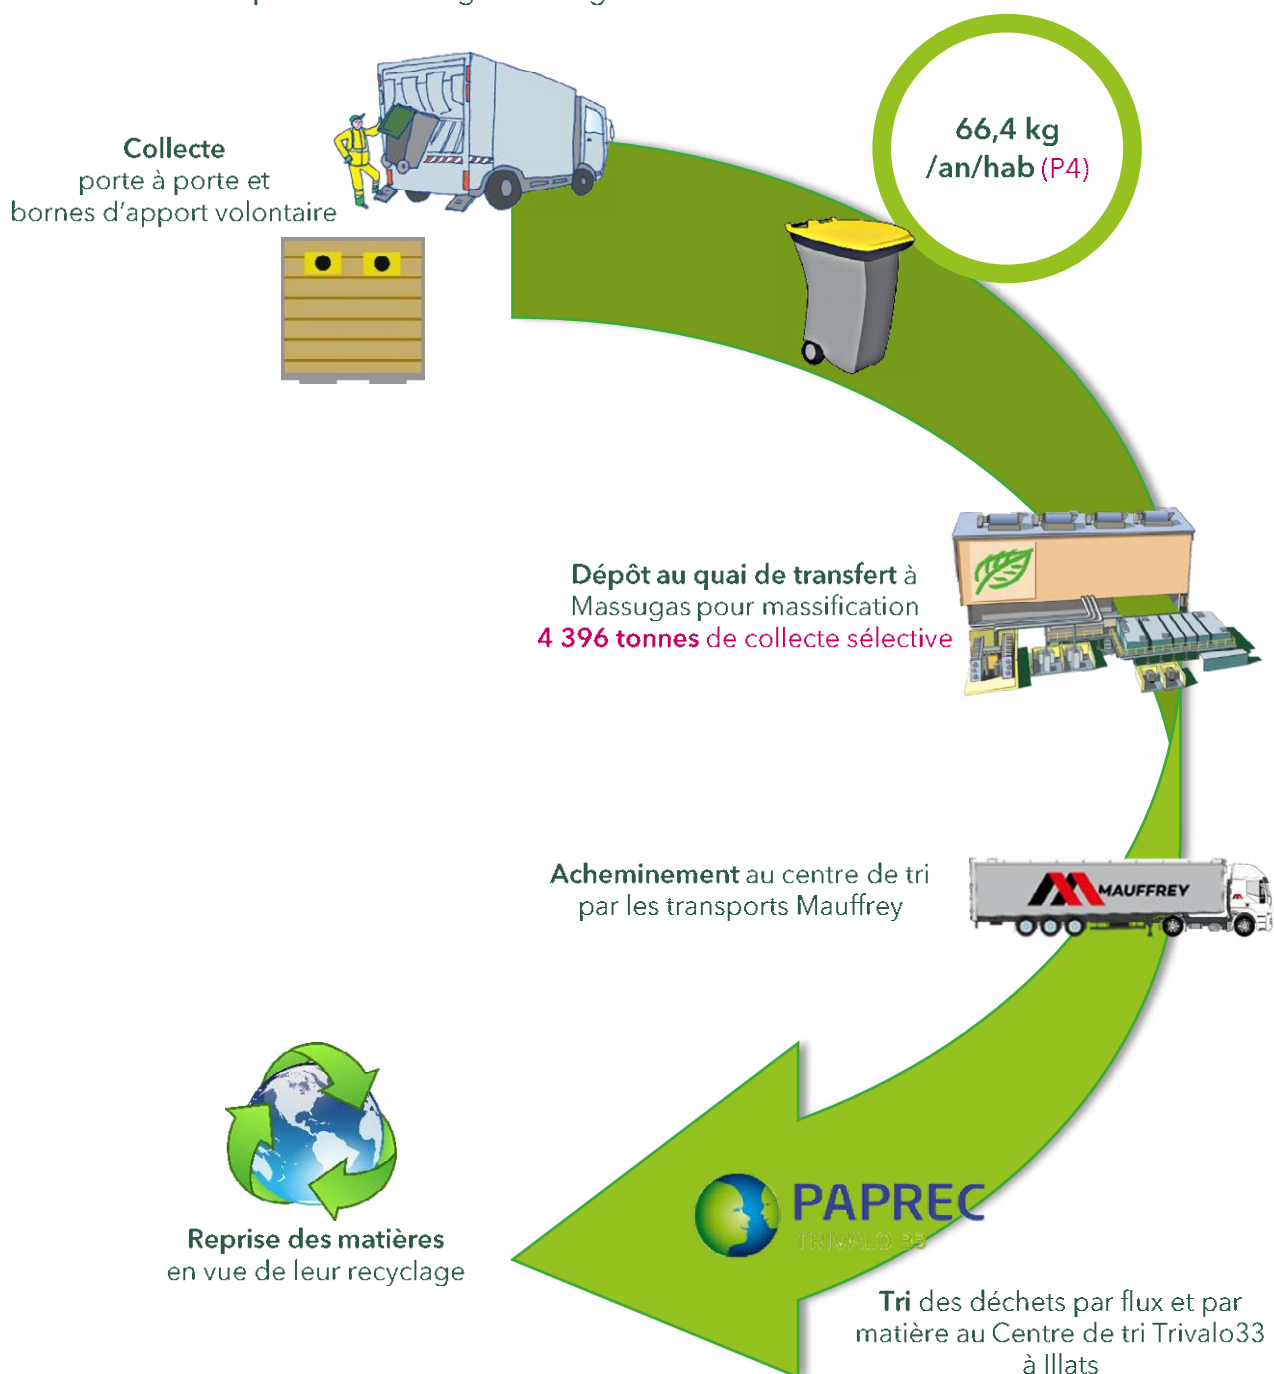 Collecte
porte à porte et
bornes d'apport volontaire
66,4 kg
/an/hab (P4)
Dépôt au quai de transfert à
Massugas pour massification
4 396 tonnes de collecte sélective
Acheminement au centre de tri
par les transports Mauffrey
MAUFFREY
Reprise des matières
en vue de leur recyclage
PAPREC
TRIVALO 33
Tri des déchets par flux et par
matière au Centre de tri Trivalo33
à Illats